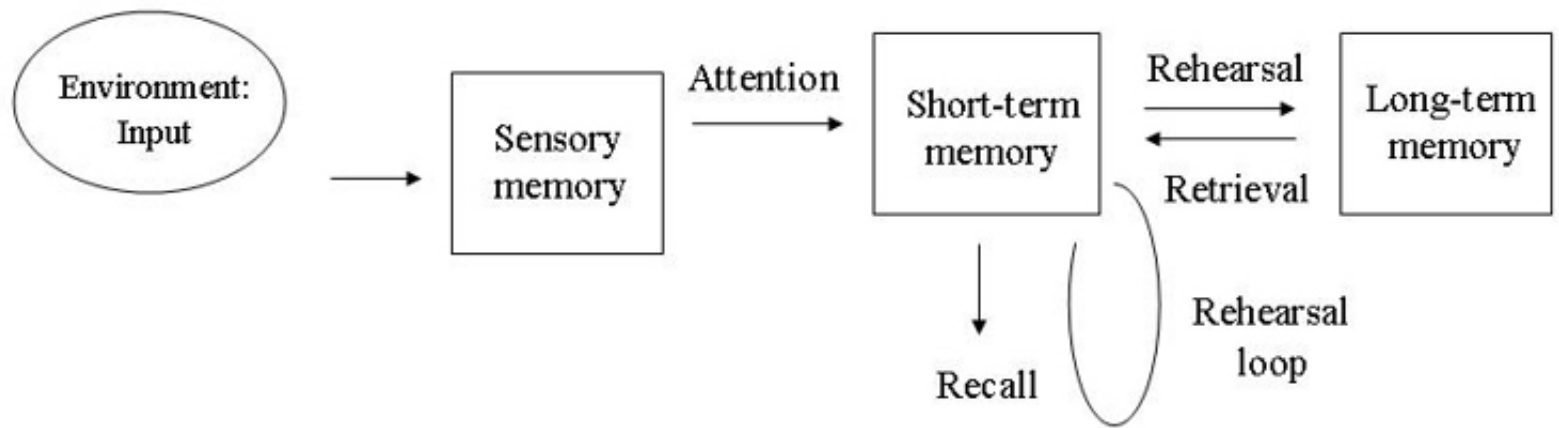 Environment:
Input
Sensory
memory
Attention
Short-term
memory
Rehearsal
Retrieval
Long-term
memory
Recall
Rehearsal
loop